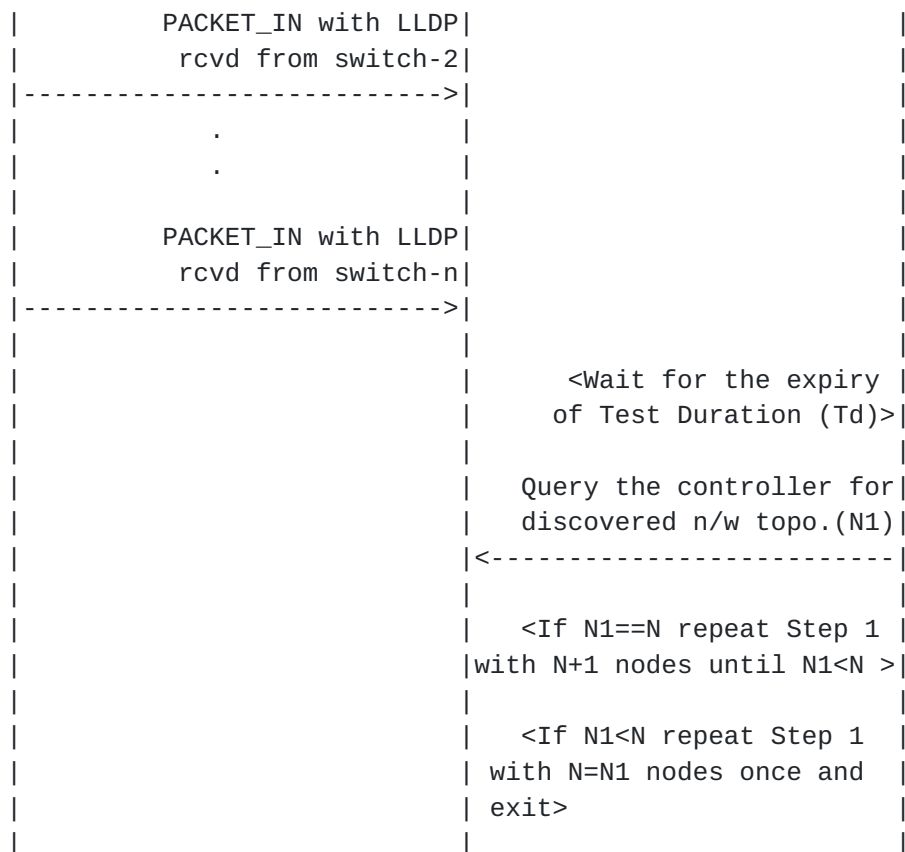 |         PACKET_IN with LLDP|                            |
|          rcvd from switch-2|                            |
|--------------------------->|                            |
|            .               |                            |
|            .               |                            |
|                            |                            |
|         PACKET_IN with LLDP|                            |
|          rcvd from switch-n|                            |
|--------------------------->|                            |
|                            |                            |
|                            |      <Wait for the expiry  |
|                            |     of Test Duration (Td)>|
|                            |                            |
|                            |   Query the controller for|
|                            |   discovered n/w topo.(N1)|
|                            |<--------------------------|
|                            |                            |
|                            |   <If N1==N repeat Step 1 |
|                            |with N+1 nodes until N1<N >|
|                            |                            |
|                            |   <If N1<N repeat Step 1  |
|                            | with N=N1 nodes once and  |
|                            | exit>                     |
|                            |                            |